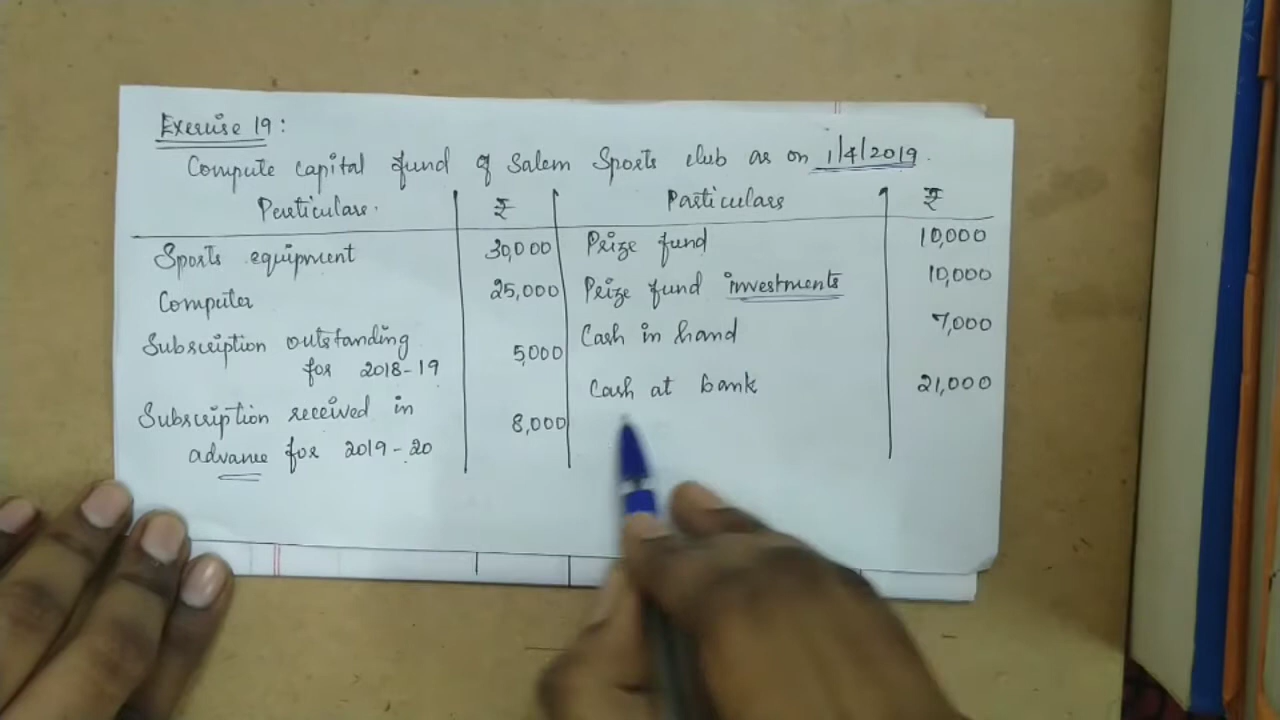 Exercise 19:
Compute capital fund of Salem Sports club as on 1/4/2019.
Particulars. ₹ Particulars ₹
Sports equipment 30,000 Prize fund 10,000
Computer 25,000 Prize fund investments 10,000
Subscription outstanding for 2018-19 5,000 Cash in hand 7,000
Subscription received in advance for 2019-20 8,000 Cash at bank 21,000